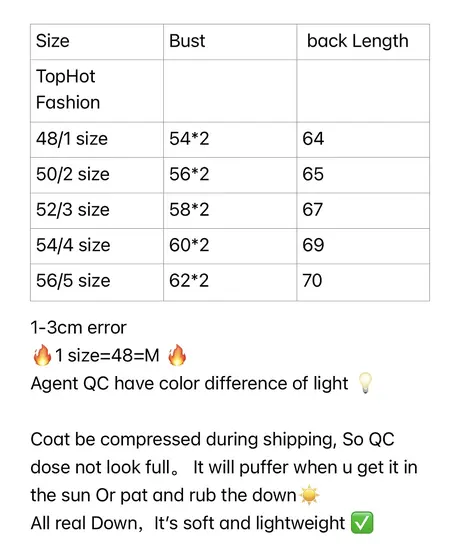 Size Bust back Length
TopHot
Fashion
48/1 size 54*2 64
50/2 size 56*2 65
52/3 size 58*2 67
54/4 size 60*2 69
56/5 size 62*2 70
1-3cm error
🔥1 size=48=M 🔥
Agent QC have color difference of light 💡
Coat be compressed during shipping, So QC
dose not look full。 It will puffer when u get it in
the sun Or pat and rub the down☀️
All real Down，It’s soft and lightweight ✅